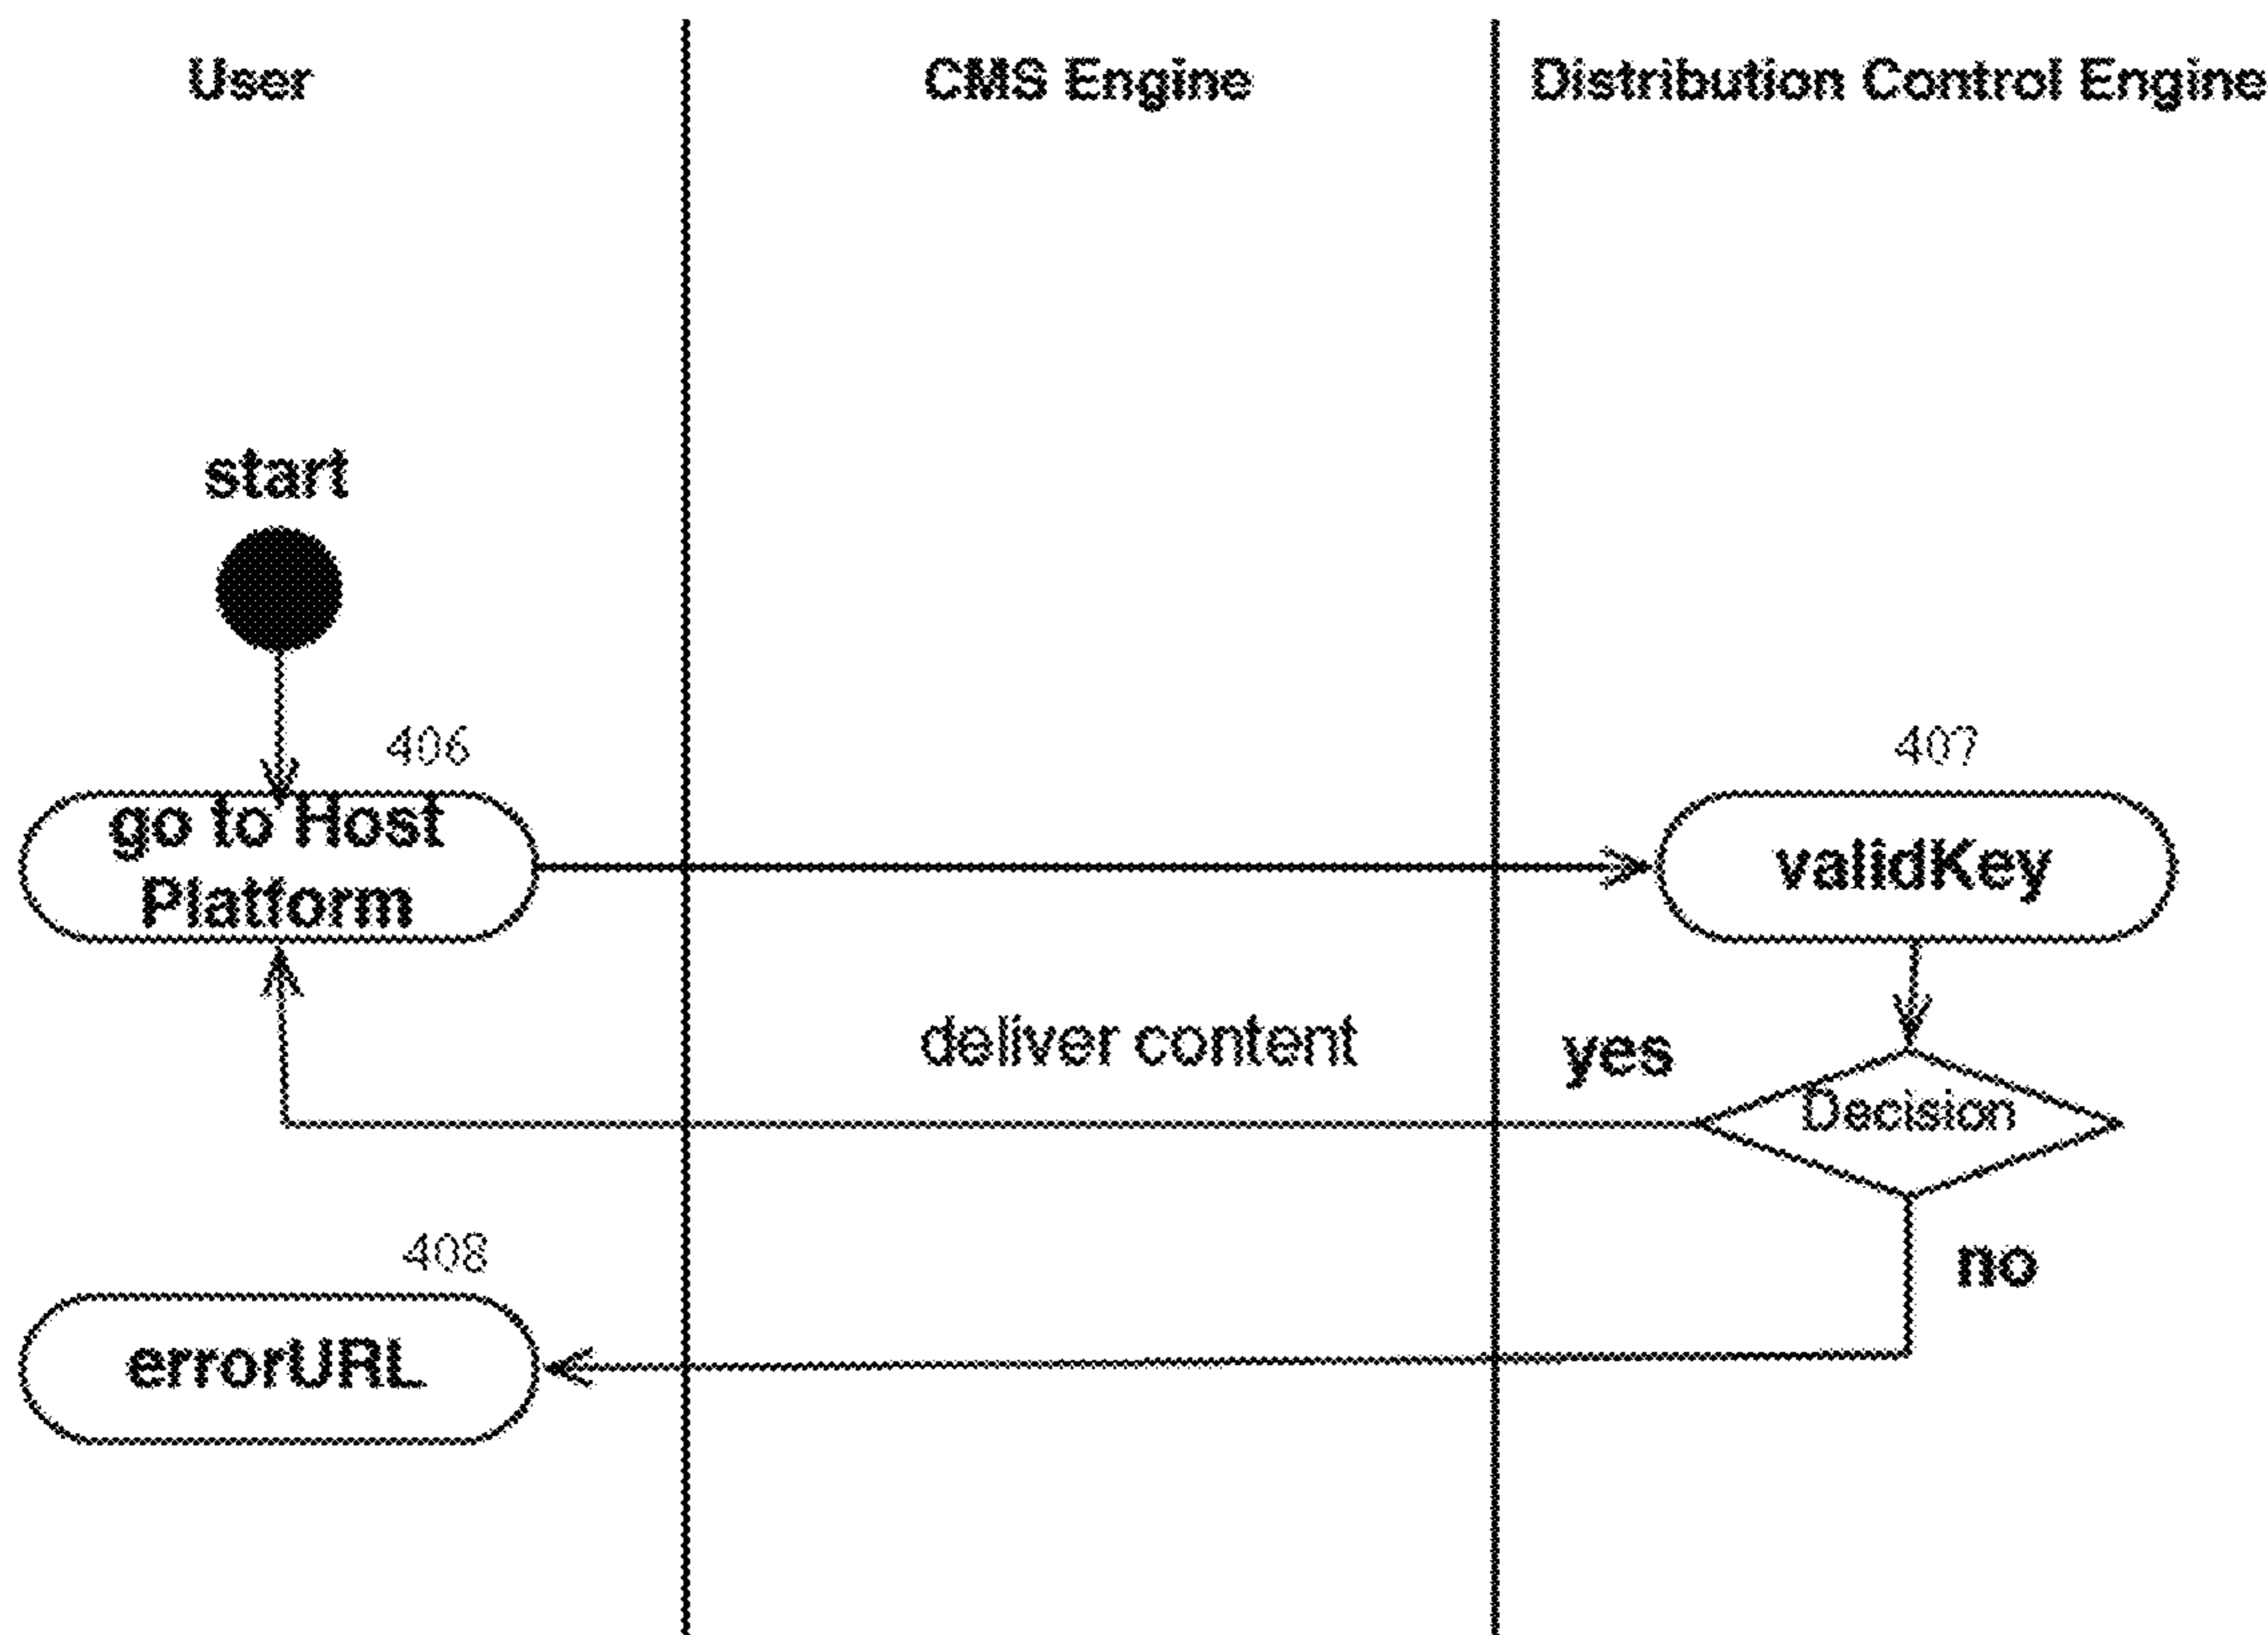 User
CMS Engine
Distribution Control Engine
start
406
go to Host
Platform
407
validKey
deliver content
yes
Decision
no
408
errorURL